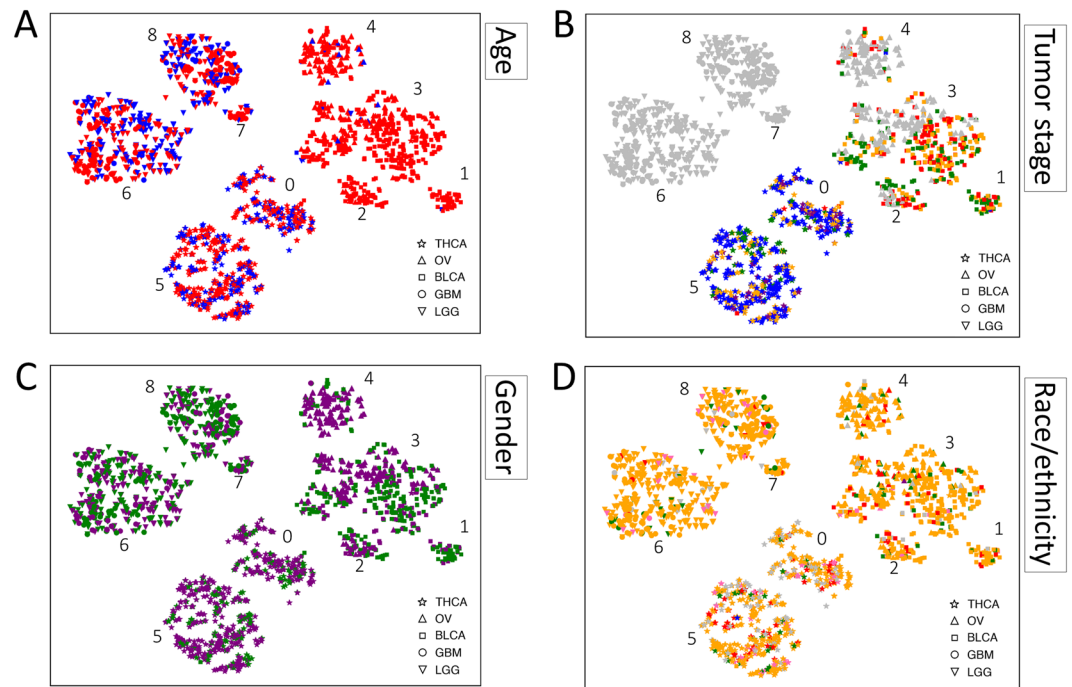 A
Age
8
4
3
7
6
1
0
2
5
THCA
OV
BLCA
GBM
LGG
B
Tumor stage
8
4
3
7
6
1
0
2
5
THCA
OV
BLCA
GBM
LGG
C
Gender
8
4
3
7
6
1
0
2
5
THCA
OV
BLCA
GBM
LGG
D
Race/ethnicity
8
4
3
7
6
1
0
2
5
THCA
OV
BLCA
GBM
LGG